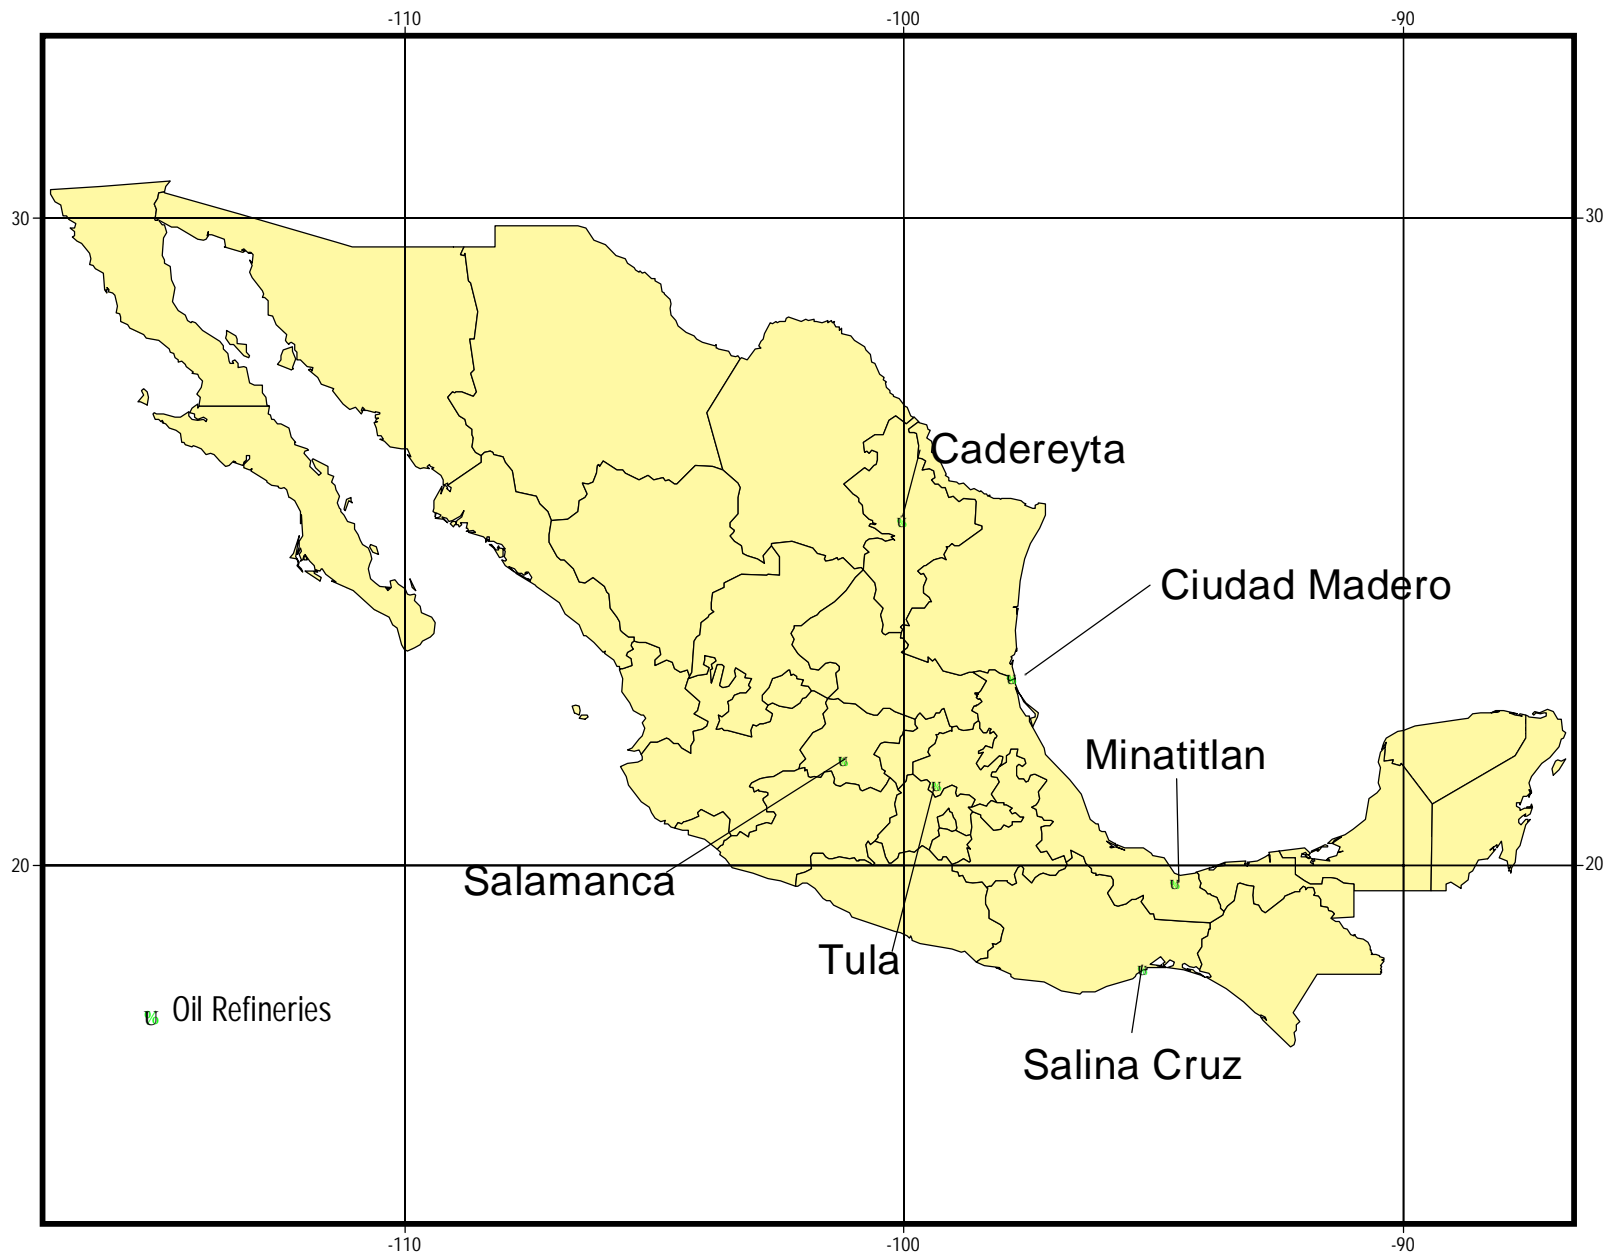 -110 -100 -90
30 30
Cadereyta
Ciudad Madero
Minatitlan
20 20
Salamanca
Tula
Oil Refineries
Salina Cruz
-110 -100 -90